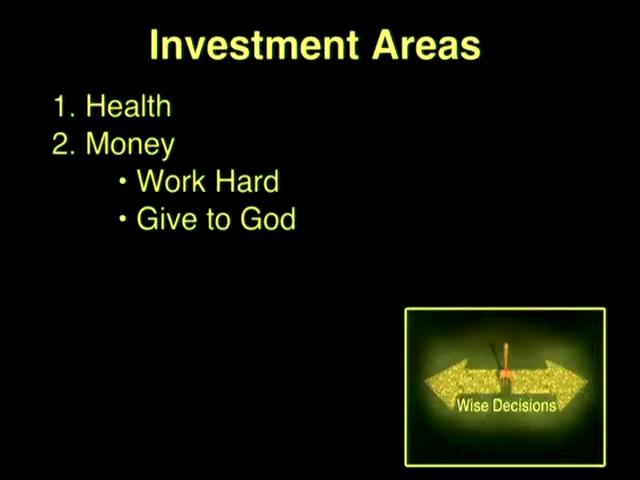 Investment Areas
1. Health
2. Money
• Work Hard
• Give to God
Wise Decisions